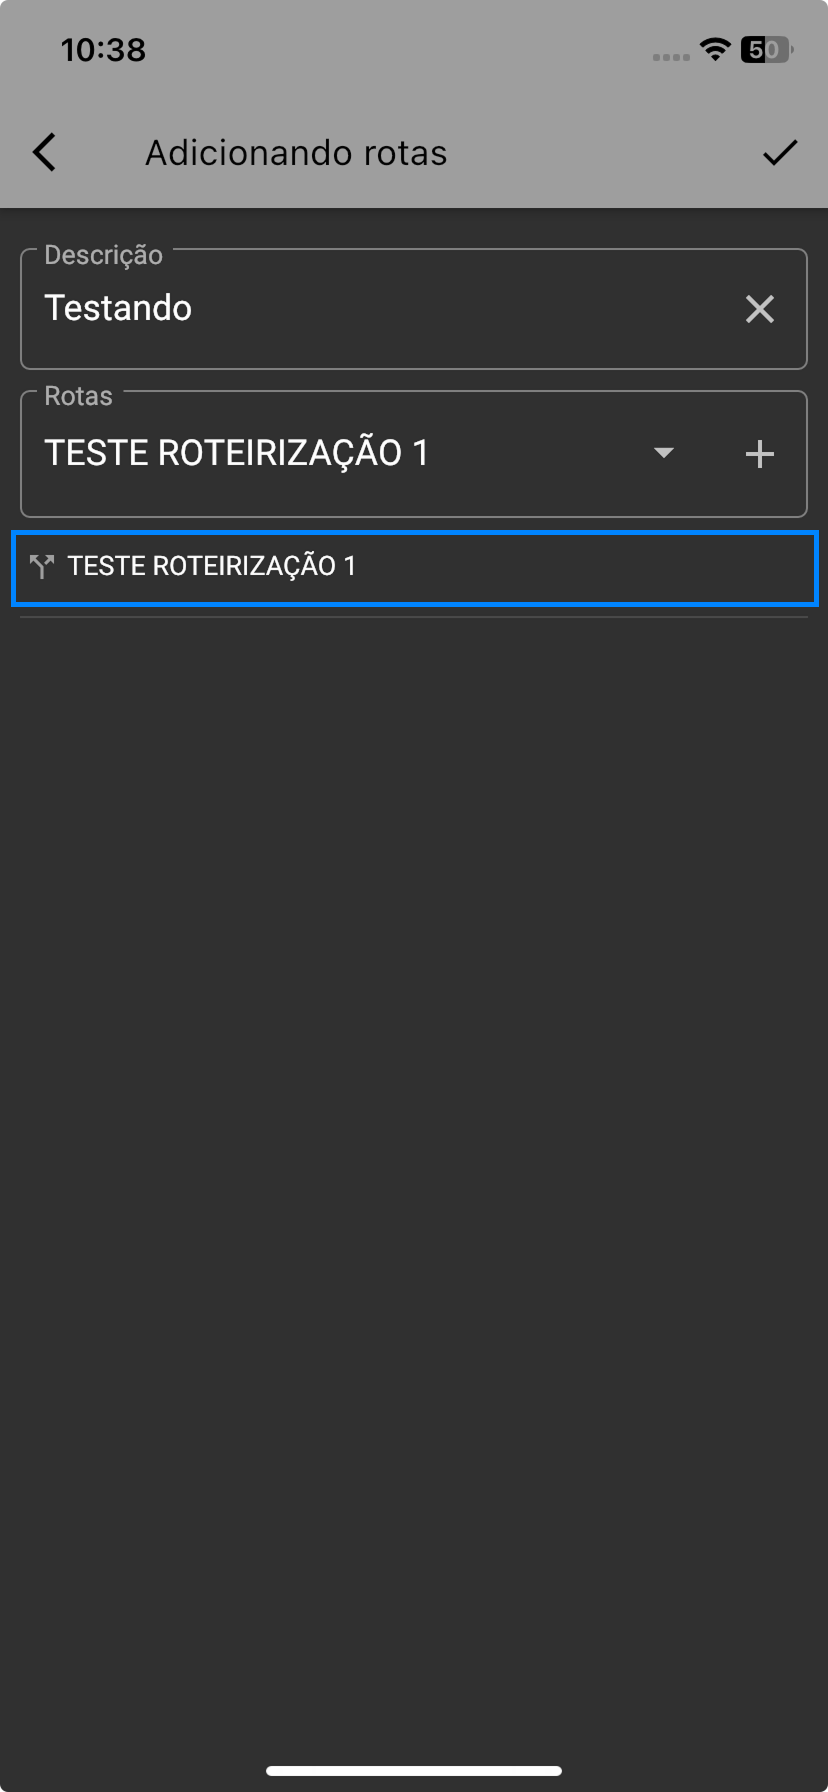 10:38
50
Adicionando rotas
Descrição
Testando
Rotas
TESTE ROTEIRIZAÇÃO 1
TESTE ROTEIRIZAÇÃO 1